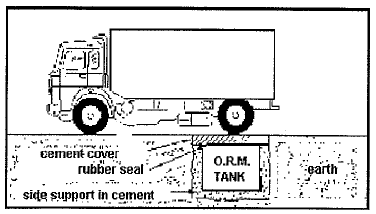 cement cover
rubber seal
O.R.M.
TANK
earth
side support in cement